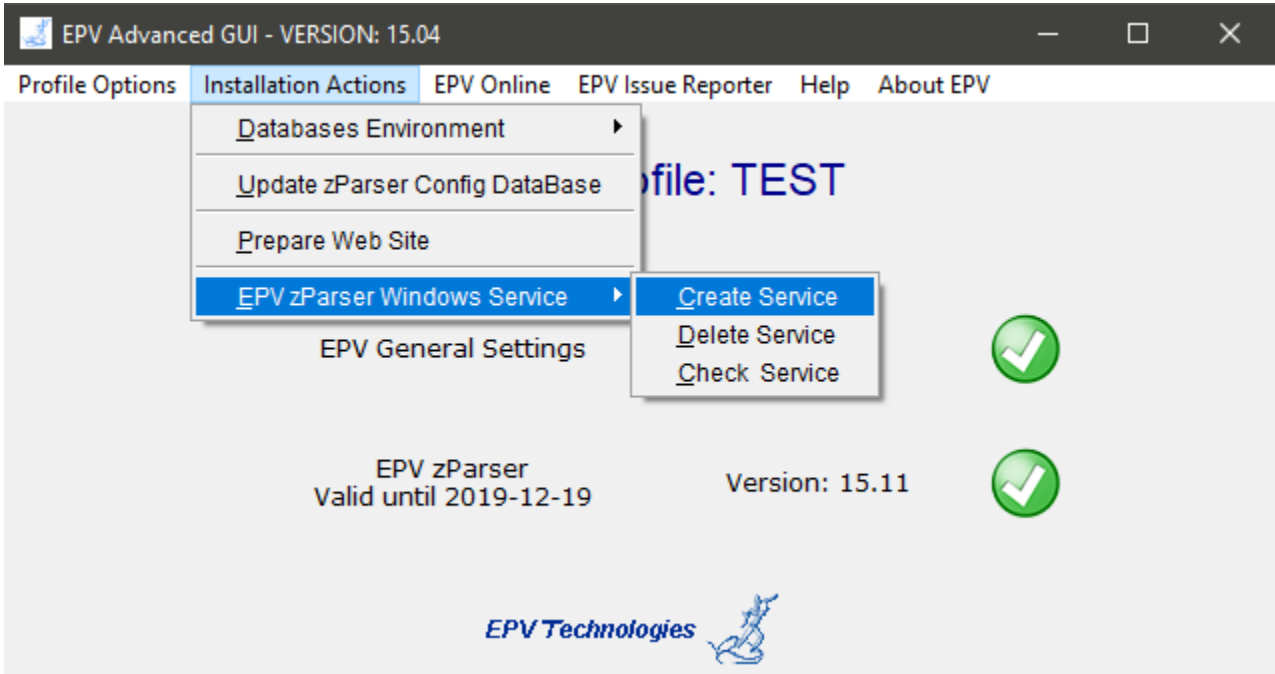 EPV Advanced GUI - VERSION: 15.04
Profile Options Installation Actions EPV Online EPV Issue Reporter Help About EPV
Databases Environment
ofile: TEST
Update zParser Config DataBase
Prepare Web Site
EPV zParser Windows Service Create Service
Delete Service
EPV General Settings
Check Service
EPV zParser
Valid until 2019-12-19
Version: 15.11
EPV Technologies